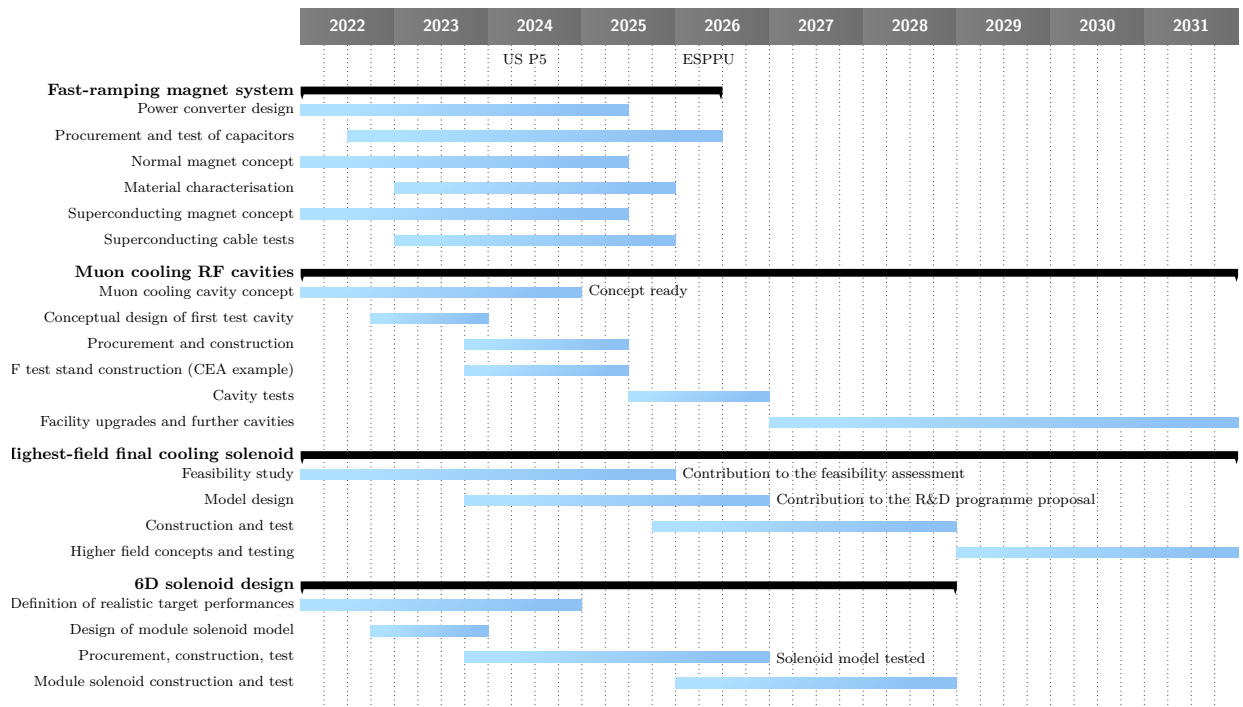 2022 2023 2024 2025 2026 2027 2028 2029 2030 2031
US P5 ESPPU
Fast-ramping magnet system
Power converter design
Procurement and test of capacitors
Normal magnet concept
Material characterisation
Superconducting magnet concept
Superconducting cable tests
Muon cooling RF cavities
Muon cooling cavity concept Concept ready
Conceptual design of first test cavity
Procurement and construction
F test stand construction (CEA example)
Cavity tests
Facility upgrades and further cavities
ighest-field final cooling solenoid
Feasibility study Contribution to the feasibility assessment
Model design Contribution to the R&D programme proposal
Construction and test
Higher field concepts and testing
6D solenoid design
Definition of realistic target performances
Design of module solenoid model
Procurement, construction, test Solenoid model tested
Module solenoid construction and test